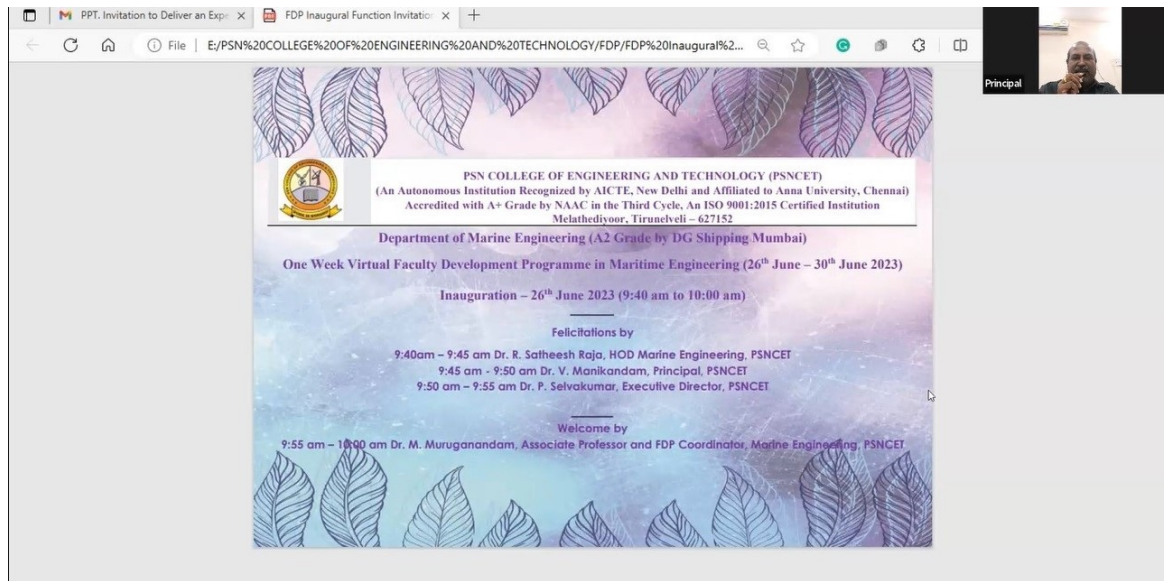 PPT. Invitation to Deliver an Expe
FDP Inaugural Function Invitation
File
E:/PSN%20COLLEGE%20OF%20ENGINEERING%20AND%20TECHNOLOGY/FDP/FDP%20Inaugural%2...
Principal
PSN COLLEGE OF ENGINEERING AND TECHNOLOGY (PSNCET)
(An Autonomous Institution Recognized by AICTE, New Delhi and Affiliated to Anna University, Chennai)
Accredited with A+ Grade by NAAC in the Third Cycle, An ISO 9001:2015 Certified Institution
Melathediyoor, Tirunelveli – 627152
Department of Marine Engineering (A2 Grade by DG Shipping Mumbai)
One Week Virtual Faculty Development Programme in Maritime Engineering (26th June – 30th June 2023)
Inauguration – 26th June 2023 (9:40 am to 10:00 am)
Felicitations by
9:40am – 9:45 am Dr. R. Satheesh Raja, HOD Marine Engineering, PSNCET
9:45 am - 9:50 am Dr. V. Manikandam, Principal, PSNCET
9:50 am – 9:55 am Dr. P. Selvakumar, Executive Director, PSNCET
Welcome by
9:55 am – 10:00 am Dr. M. Muruganandam, Associate Professor and FDP Coordinator, Marine Engineering, PSNCET